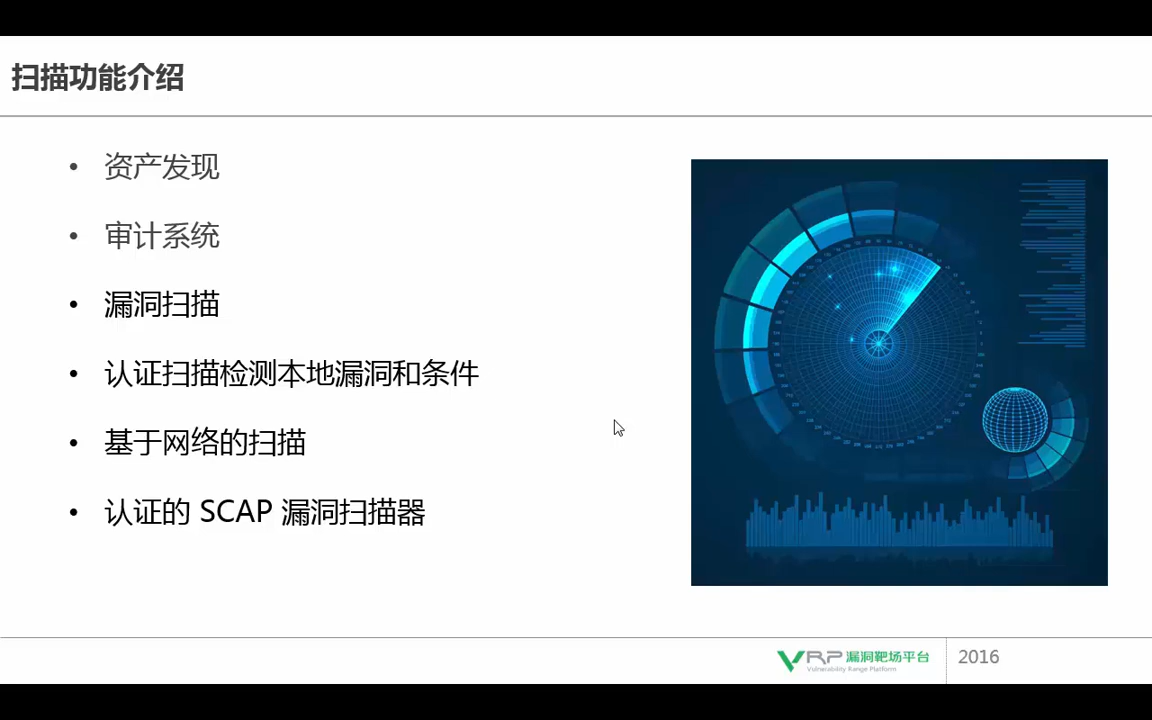 扫描功能介绍
• 资产发现
• 审计系统
• 漏洞扫描
• 认证扫描检测本地漏洞和条件
• 基于网络的扫描
• 认证的 SCAP 漏洞扫描器
VRP 漏洞靶场平台
Vulnerability Range Platform
2016